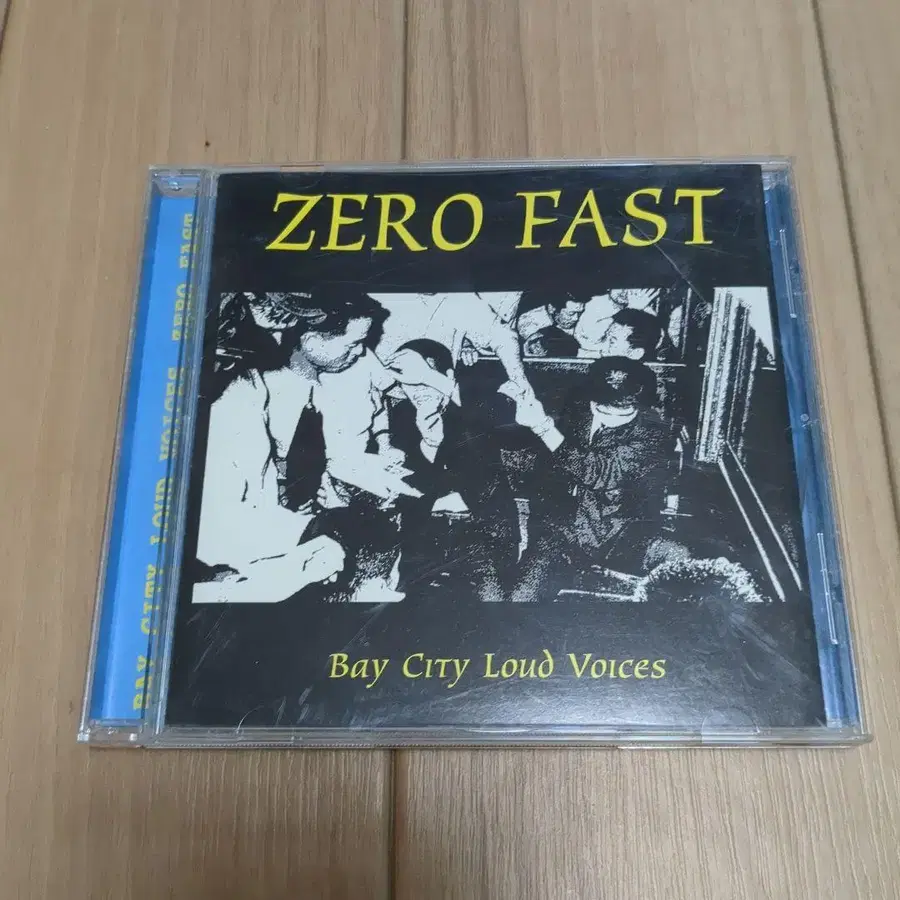 ZERO FAST
Bay City Loud Voices
BAY CITY LOUD VOICES ZERO FAST